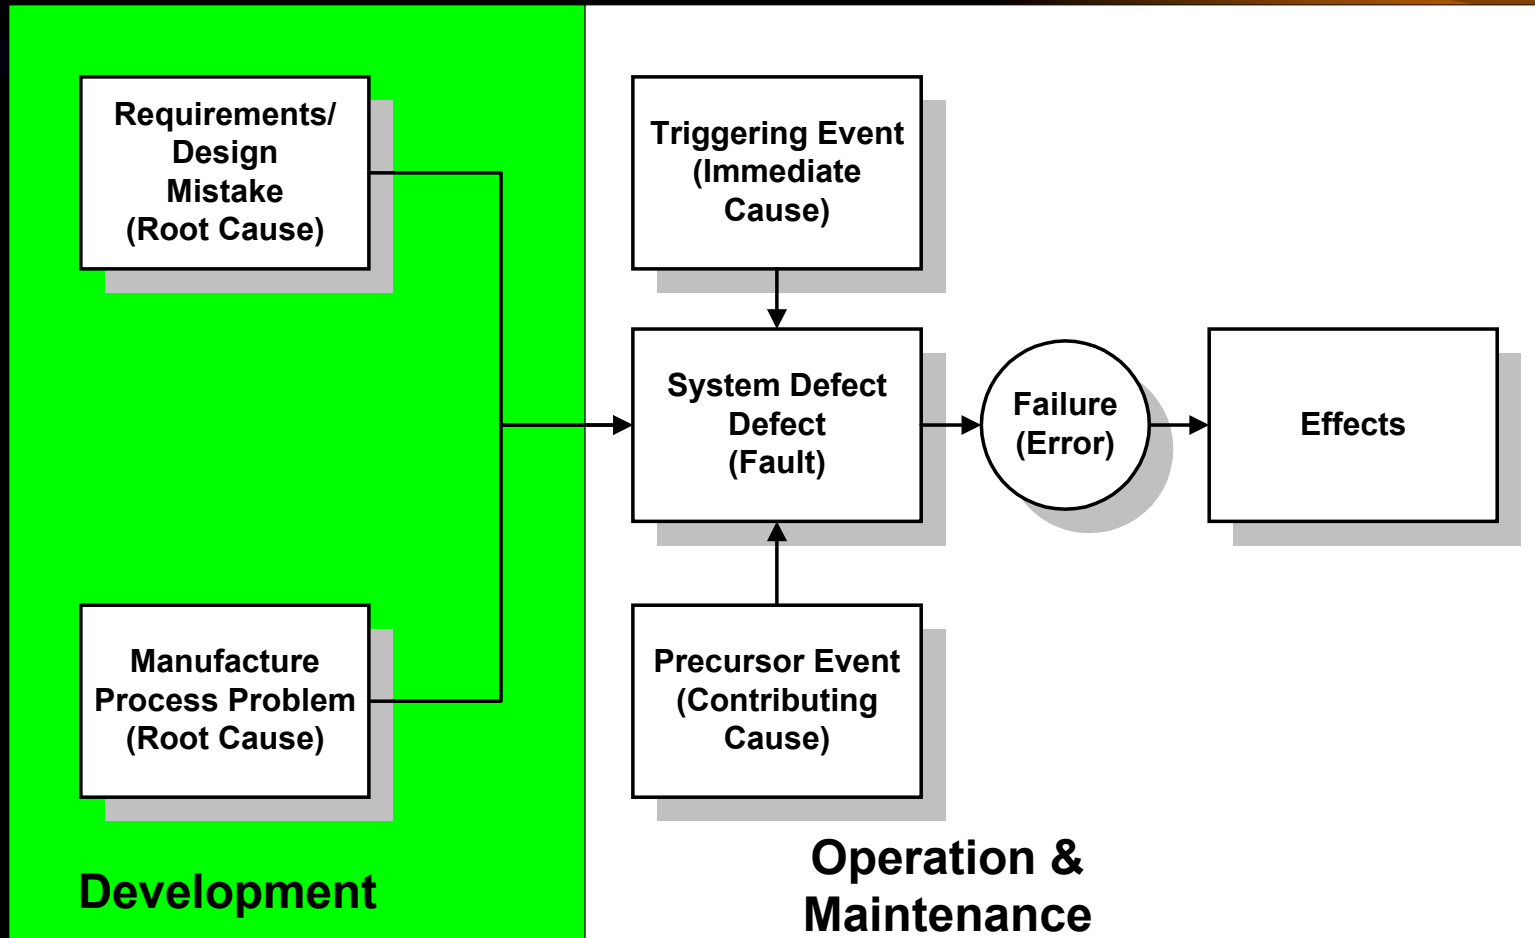 Requirements/
Design
Mistake
(Root Cause)
Triggering Event
(Immediate
Cause)
System Defect
Defect
(Fault)
Failure
(Error)
Effects
Manufacture
Process Problem
(Root Cause)
Precursor Event
(Contributing
Cause)
Development
Operation &
Maintenance